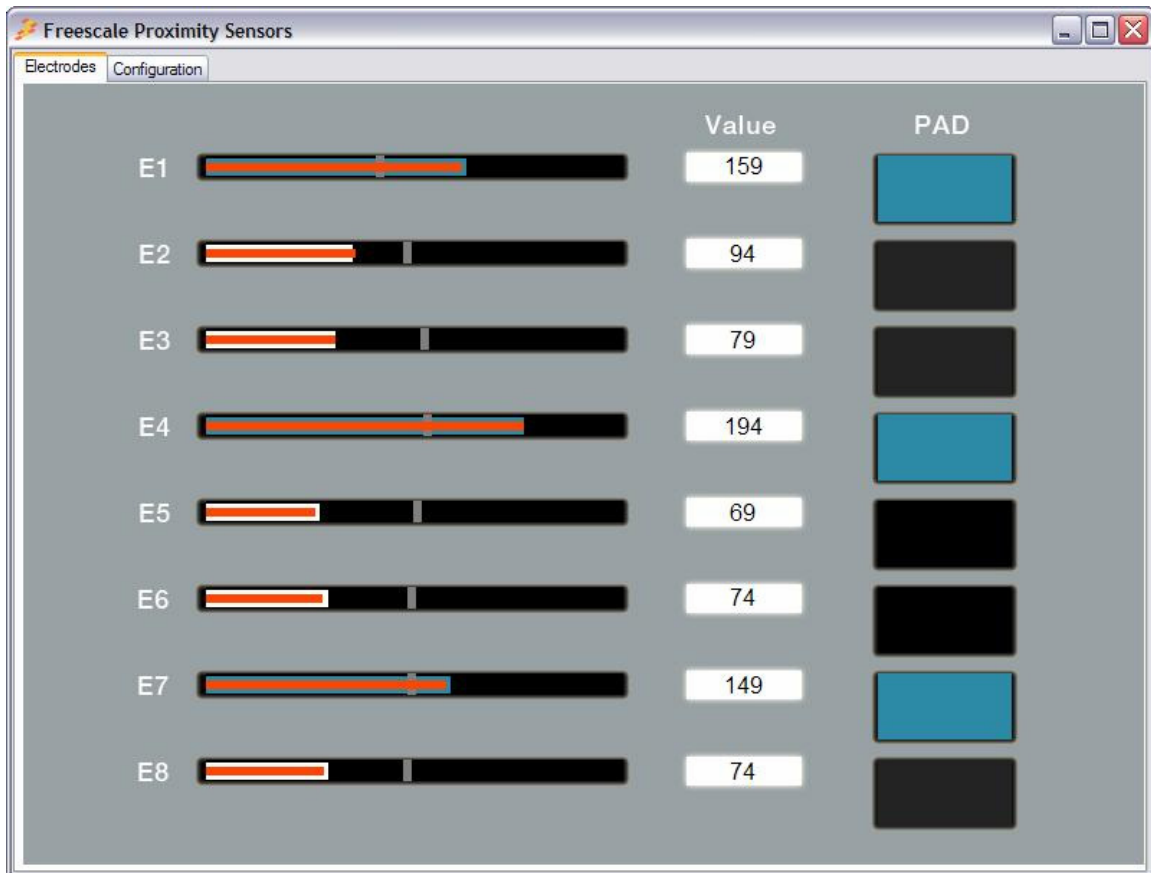 Freescale Proximity Sensors
Electrodes Configuration
Value PAD
E1 159
E2 94
E3 79
E4 194
E5 69
E6 74
E7 149
E8 74